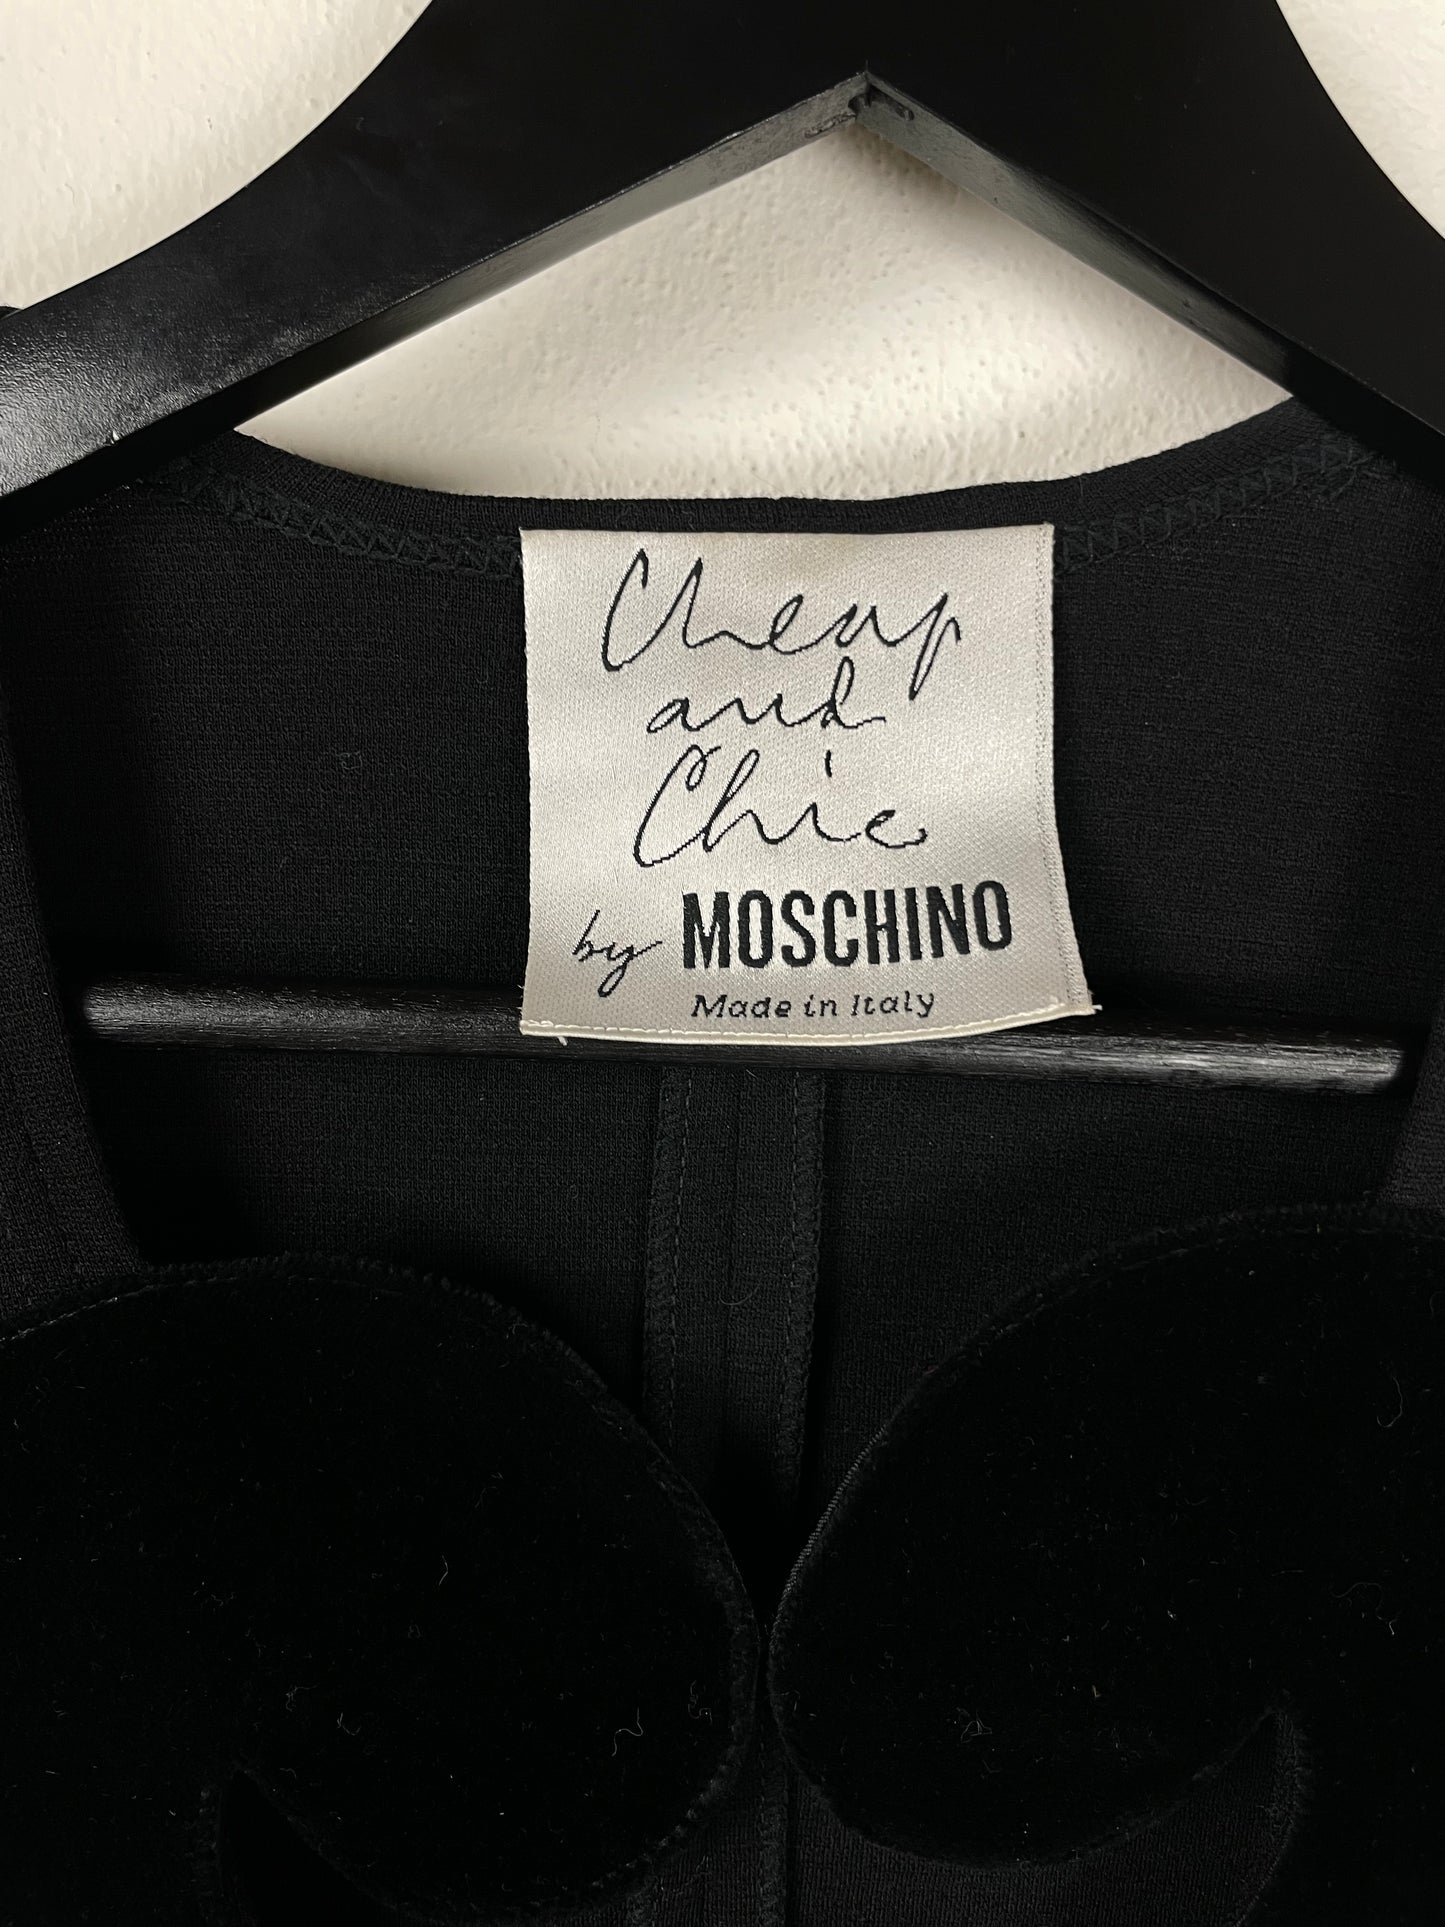 Cheap
and
Chic
by MOSCHINO
Made in Italy